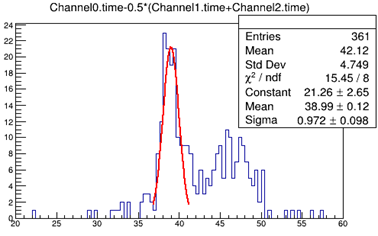 Channel0.time-0.5*(Channel1.time+Channel2.time)
Entries 361
Mean 42.12
Std Dev 4.749
χ² / ndf 15.45 / 8
Constant 21.26 ± 2.65
Mean 38.99 ± 0.12
Sigma 0.972 ± 0.098
24
22
20
18
16
14
12
10
8
6
4
2
0
20 25 30 35 40 45 50 55 60